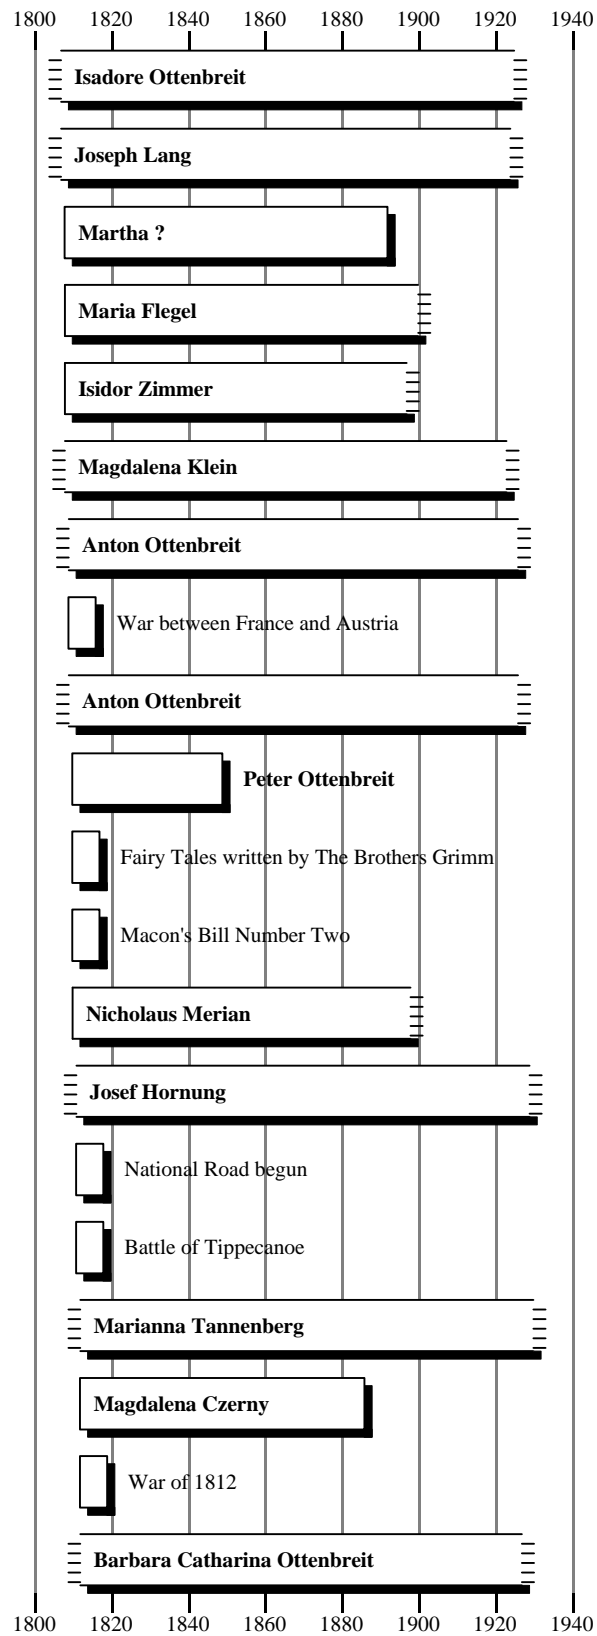 1800 1820 1840 1860 1880 1900 1920 1940
Isadore Ottenbreit
Joseph Lang
Martha ?
Maria Flegel
Isidor Zimmer
Magdalena Klein
Anton Ottenbreit
War between France and Austria
Anton Ottenbreit
Peter Ottenbreit
Fairy Tales written by The Brothers Grimm
Macon's Bill Number Two
Nicholaus Merian
Josef Hornung
National Road begun
Battle of Tippecanoe
Marianna Tannenberg
Magdalena Czerny
War of 1812
Barbara Catharina Ottenbreit
1800 1820 1840 1860 1880 1900 1920 1940